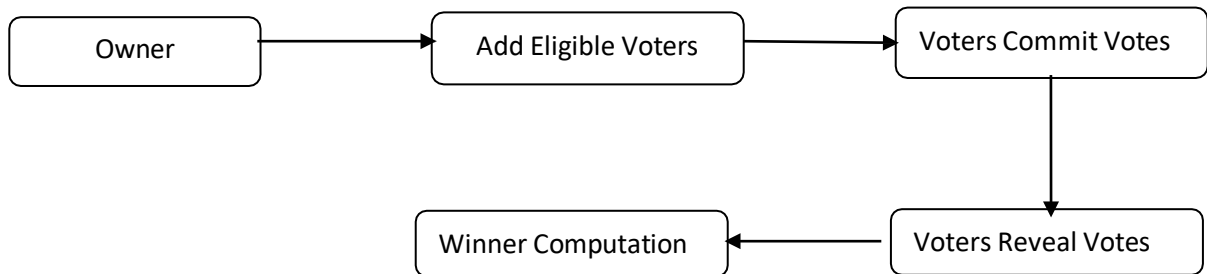 Owner
Add Eligible Voters
Voters Commit Votes
Voters Reveal Votes
Winner Computation